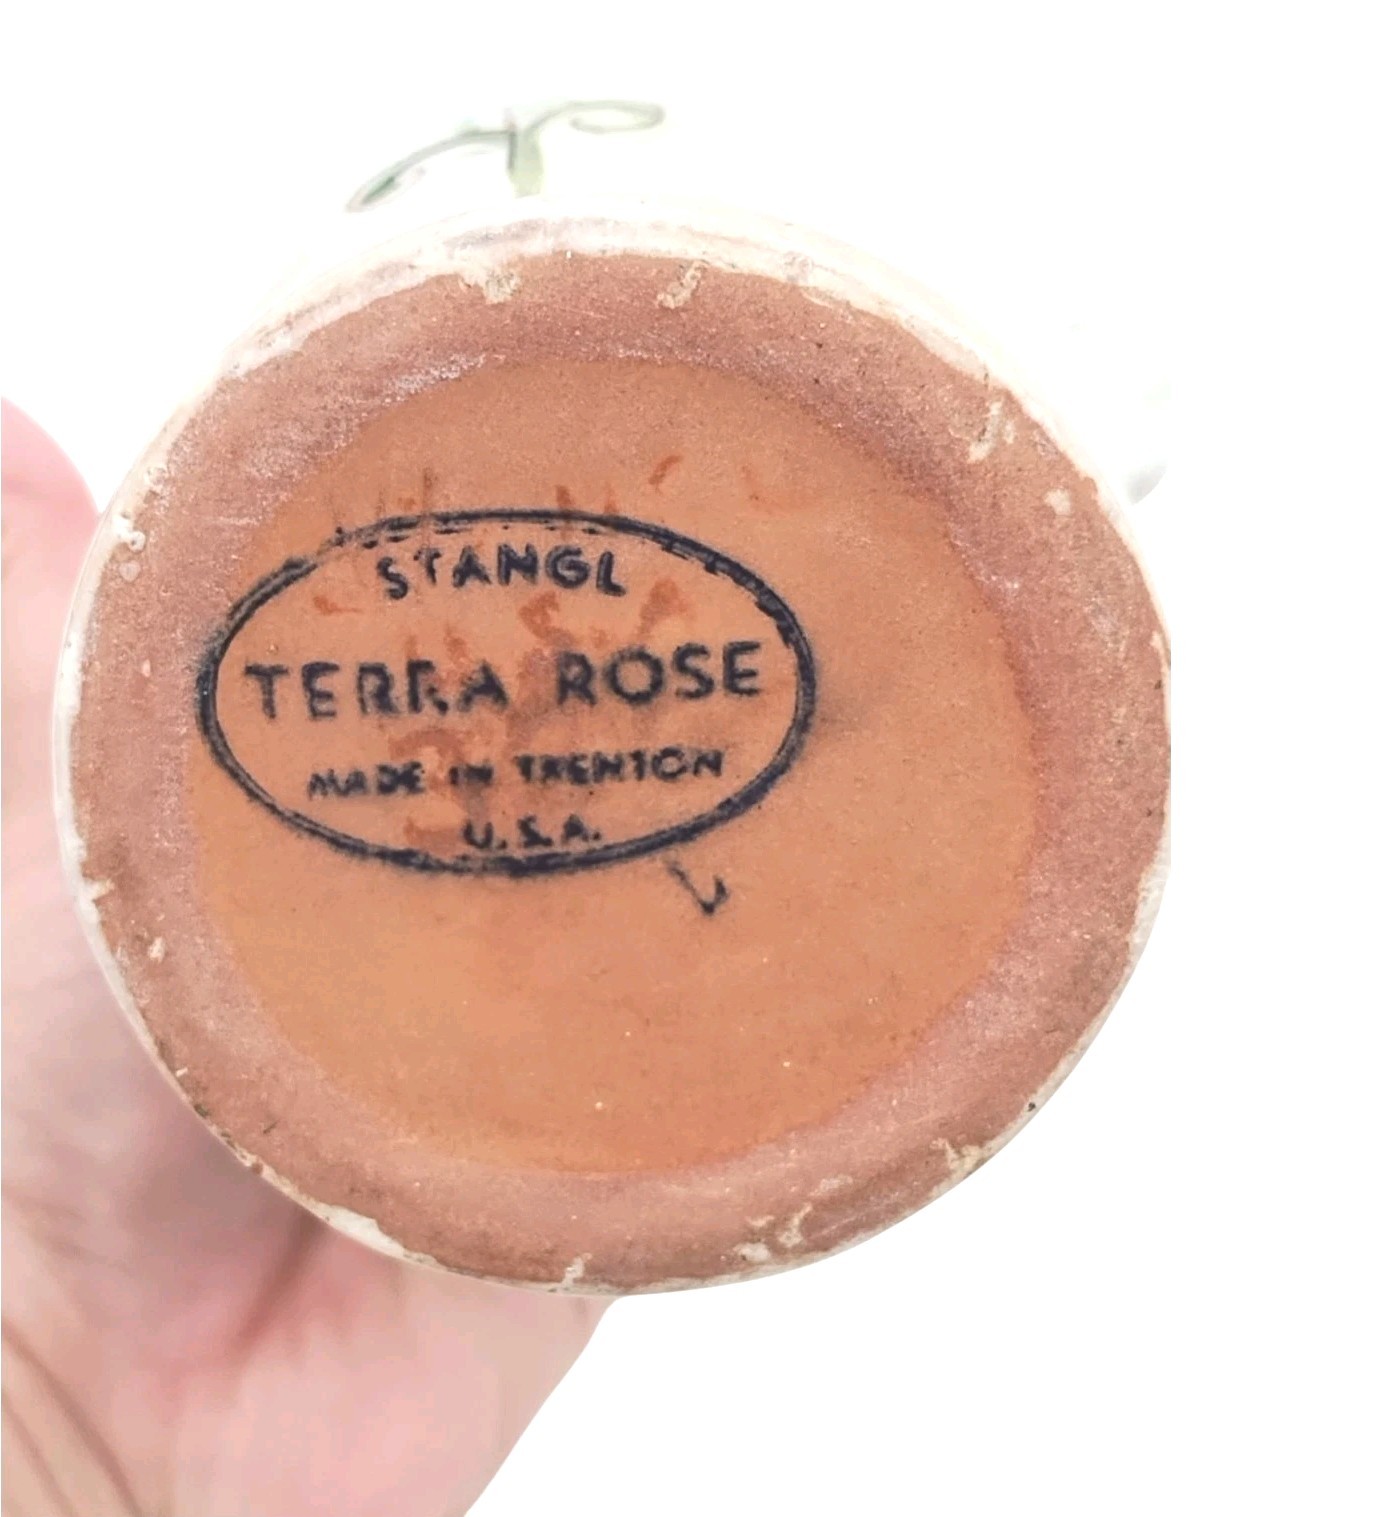 STANGL
TERRA ROSE
MADE IN TRENTON
U.S.A.